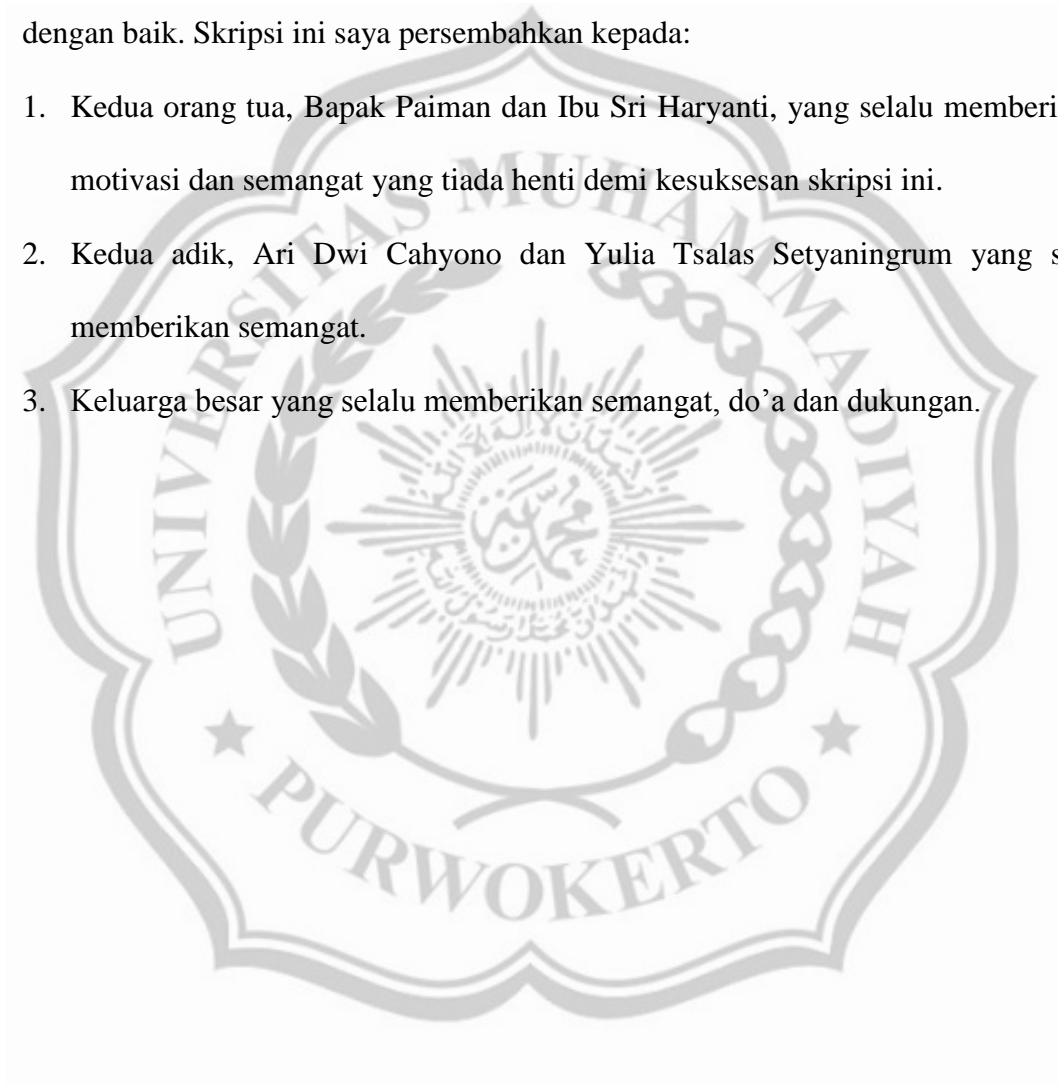 dengan baik. Skripsi ini saya persembahkan kepada:
1. Kedua orang tua, Bapak Paiman dan Ibu Sri Haryanti, yang selalu memberi
motivasi dan semangat yang tiada henti demi kesuksesan skripsi ini.
2. Kedua adik, Ari Dwi Cahyono dan Yulia Tsalas Setyaningrum yang s
memberikan semangat.
3. Keluarga besar yang selalu memberikan semangat, do’a dan dukungan.
UNIVERSITAS MUHAMMADIYAH
محمدية
PURWOKERTO